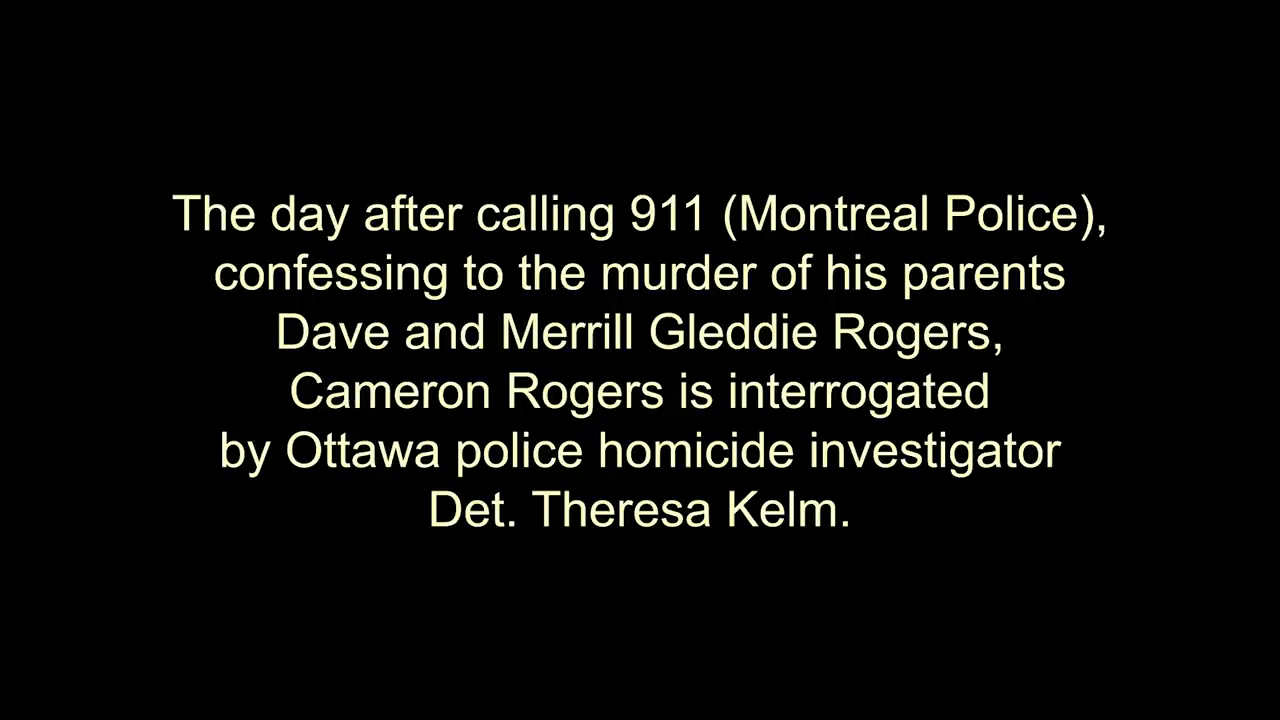 The day after calling 911 (Montreal Police),
confessing to the murder of his parents
Dave and Merrill Gleddie Rogers,
Cameron Rogers is interrogated
by Ottawa police homicide investigator
Det. Theresa Kelm.